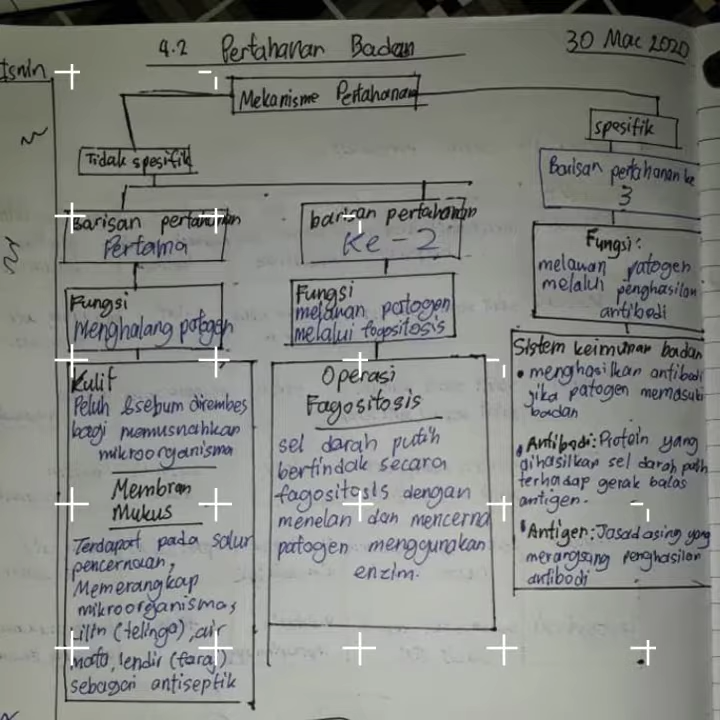 Isnin
4.2 Pertahanan Badan
30 Mac 2020
Mekanisme Pertahanan
Tidak spesifik
Barisan pertahanan
Pertama
Fungsi
Menghalang patogen
Kulit
Peluh & sebum dirembes
bagi memusnahkan
mikroorganisma
Membran
Mukus
Terdapat pada salur
pencernaan,
Memerangkap
mikroorganisma,
Lilin (telinga), air
mata, lendir (faraj)
sebagai antiseptik
barisan pertahanan
Ke-2
Fungsi
melawan patogen
melalui
Operasi
Fagositosis
sel darah putih
bertindak secara
fagositosis dengan
menelan dan mencerna
patogen menggunakan
enzim.
spesifik
Barisan pertahanan ke
3
Fungsi:
melawan patogen
melalui penghasilan
antibodi
Sistem keimunan badan
• menghasilkan antibodi
jika patogen memasuki
badan
• Antibodi: Protein yang
dihasilkan sel darah putih
terhadap gerak balas
antigen.
• Antigen: Jasad asing yang
merangsang penghasilan
antibodi